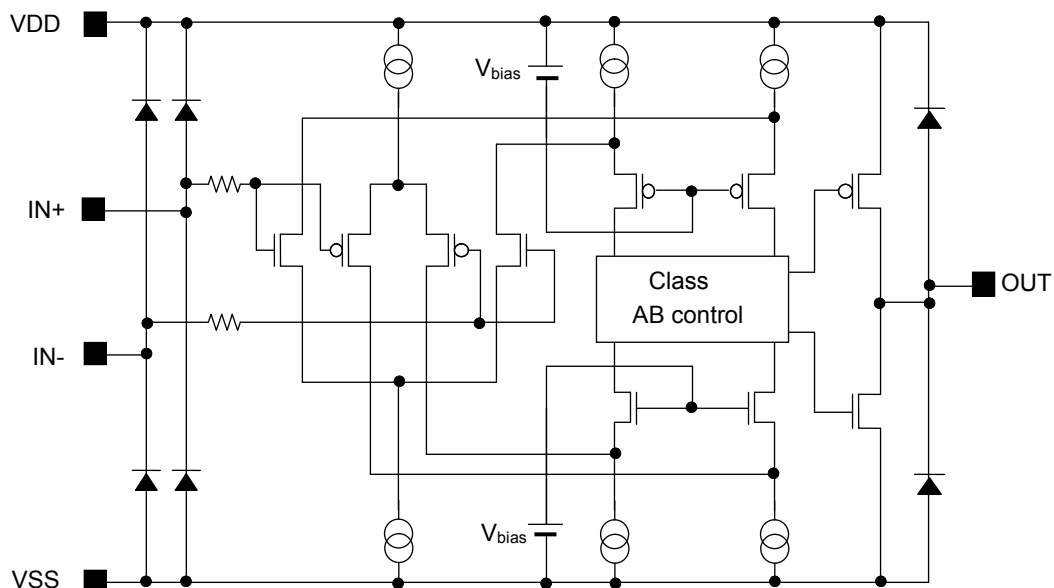 VDD
Vbias
IN+
Class
AB control
OUT
IN-
Vbias
VSS